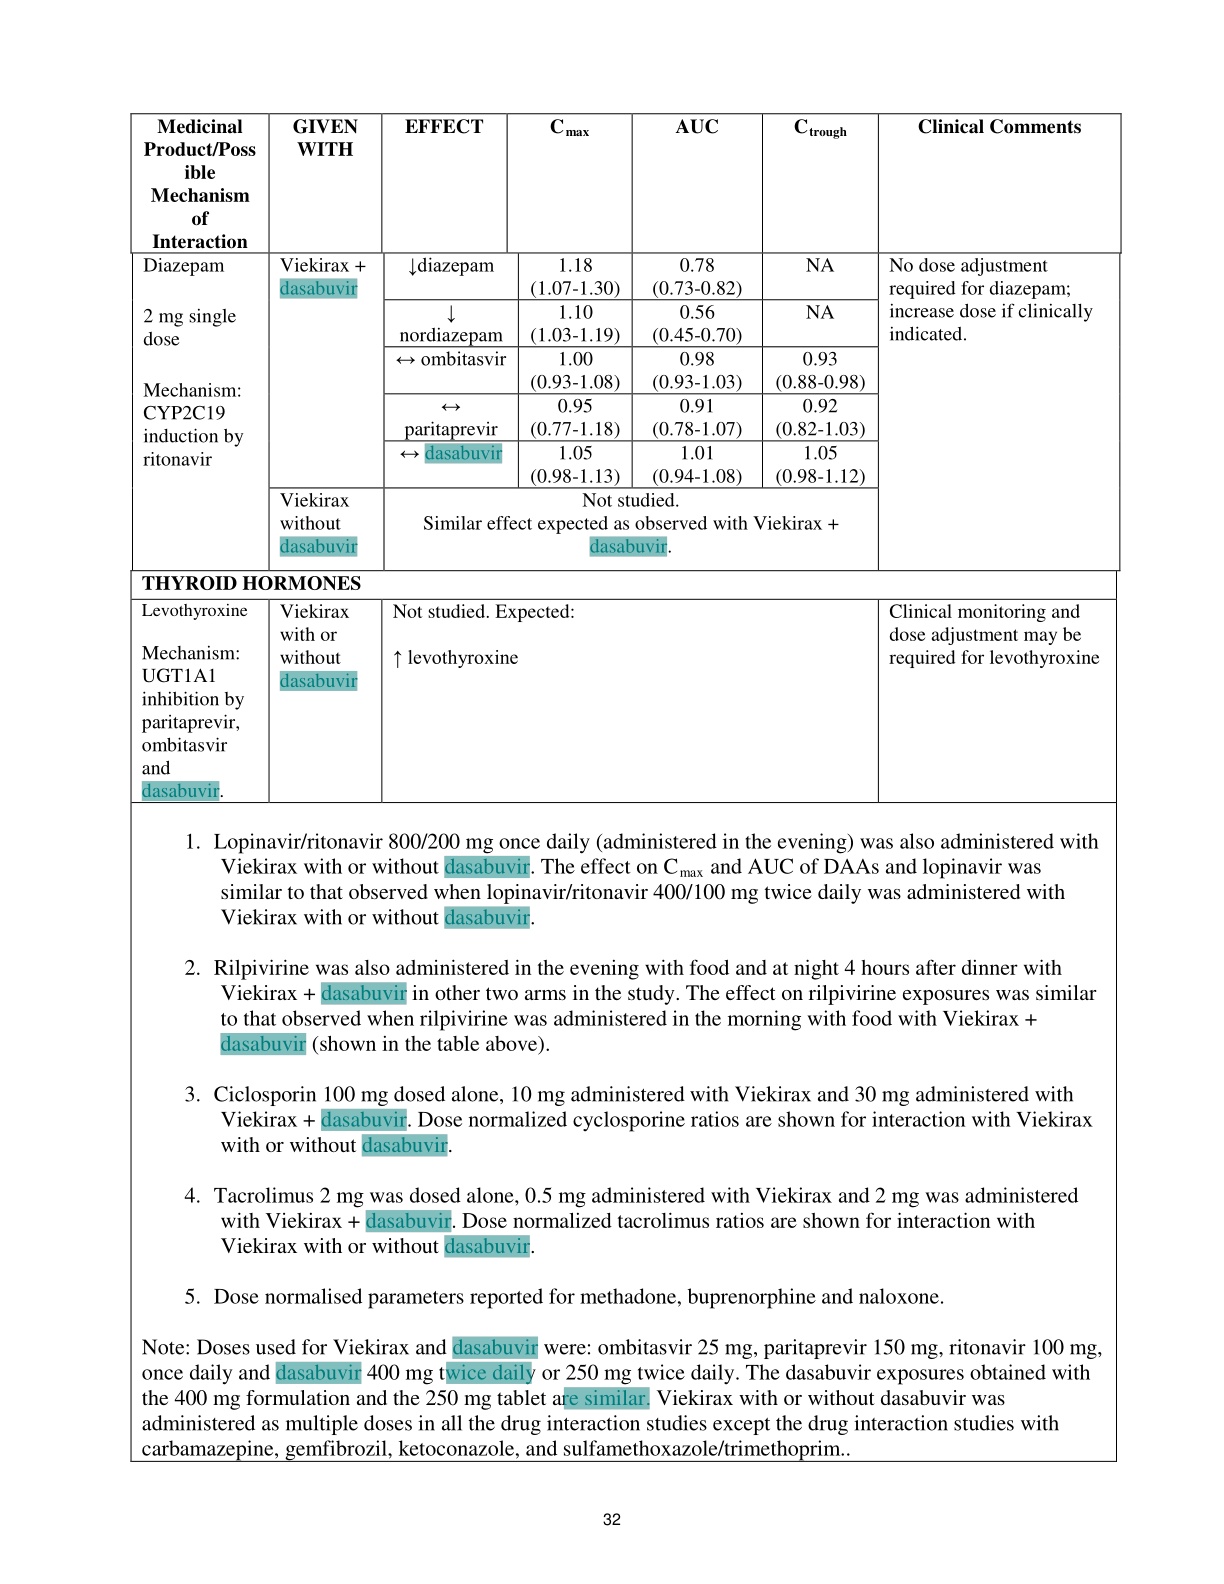 Medicinal Product/Poss ible Mechanism of Interaction
GIVEN WITH
EFFECT
Cmax
AUC
Ctrough
Clinical Comments
Diazepam
2 mg single
dose
Mechanism:
CYP2C19
induction by
ritonavir
Viekirax +
dasabuvir
↓diazepam
1.18
(1.07-1.30)
0.78
(0.73-0.82)
NA
No dose adjustment
required for diazepam;
increase dose if clinically
indicated.
↓
nordiazepam
1.10
(1.03-1.19)
0.56
(0.45-0.70)
NA
↔ ombitasvir
1.00
(0.93-1.08)
0.98
(0.93-1.03)
0.93
(0.88-0.98)
↔
paritaprevir
0.95
(0.77-1.18)
0.91
(0.78-1.07)
0.92
(0.82-1.03)
↔ dasabuvir
1.05
(0.98-1.13)
1.01
(0.94-1.08)
1.05
(0.98-1.12)
Viekirax
without
dasabuvir
Not studied.
Similar effect expected as observed with Viekirax +
dasabuvir.
THYROID HORMONES
Levothyroxine
Mechanism:
UGT1A1
inhibition by
paritaprevir,
ombitasvir
and
dasabuvir.
Viekirax
with or
without
dasabuvir
Not studied. Expected:
↑ levothyroxine
Clinical monitoring and
dose adjustment may be
required for levothyroxine
1. Lopinavir/ritonavir 800/200 mg once daily (administered in the evening) was also administered with
Viekirax with or without dasabuvir. The effect on Cmax and AUC of DAAs and lopinavir was
similar to that observed when lopinavir/ritonavir 400/100 mg twice daily was administered with
Viekirax with or without dasabuvir.
2. Rilpivirine was also administered in the evening with food and at night 4 hours after dinner with
Viekirax + dasabuvir in other two arms in the study. The effect on rilpivirine exposures was similar
to that observed when rilpivirine was administered in the morning with food with Viekirax +
dasabuvir (shown in the table above).
3. Ciclosporin 100 mg dosed alone, 10 mg administered with Viekirax and 30 mg administered with
Viekirax + dasabuvir. Dose normalized cyclosporine ratios are shown for interaction with Viekirax
with or without dasabuvir.
4. Tacrolimus 2 mg was dosed alone, 0.5 mg administered with Viekirax and 2 mg was administered
with Viekirax + dasabuvir. Dose normalized tacrolimus ratios are shown for interaction with
Viekirax with or without dasabuvir.
5. Dose normalised parameters reported for methadone, buprenorphine and naloxone.
Note: Doses used for Viekirax and dasabuvir were: ombitasvir 25 mg, paritaprevir 150 mg, ritonavir 100 mg,
once daily and dasabuvir 400 mg twice daily or 250 mg twice daily. The dasabuvir exposures obtained with
the 400 mg formulation and the 250 mg tablet are similar. Viekirax with or without dasabuvir was
administered as multiple doses in all the drug interaction studies except the drug interaction studies with
carbamazepine, gemfibrozil, ketoconazole, and sulfamethoxazole/trimethoprim..
32